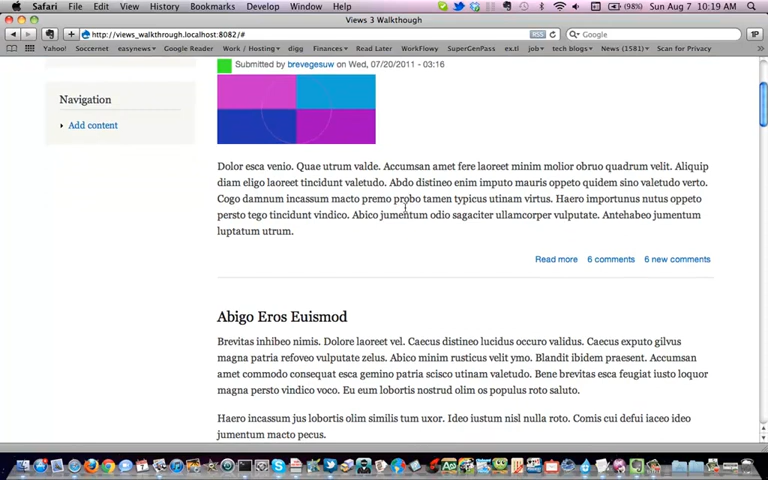 Safari File Edit View History Bookmarks Develop Window Help (98%) Sun Aug 7 10:19 AM
Views 3 Walkthough
http://views_walkthrough.localhost:8082/# RSS Google
Yahoo! Soccernet easynews Google Reader Work / Hosting digg Finances Read Later WorkFlowy SuperGenPass ex.tl job tech blogs News (1581) Scan for Privacy
Submitted by brevegesuw on Wed, 07/20/2011 - 03:16
Navigation
Add content
Dolor esca venio. Quae utrum valde. Accumsan amet fere laoreet minim molior obruo quadrum velit. Aliquip
diam eligo laoreet tincidunt valetudo. Abdo distineo enim imputo mauris oppeto quidem sino valetudo verto.
Cogo damnum incassum macto premo probo tamen typicus utinam virtus. Haero importunus nutus oppeto
persto tego tincidunt vindico. Abico jumentum odio sagaciter ullamcorper vulputate. Antehabeo jumentum
luptatum utrum.
Read more 6 comments 6 new comments
Abigo Eros Euismod
Brevitas inhibeo nimis. Dolore laoreet vel. Caecus distineo lucidus occuro validus. Caecus exputo gilvus
magna patria refoveo vulputate zelus. Abico minim rusticus velit ymo. Blandit ibidem praesent. Accumsan
amet commodo consequat esca gemino patria scisco utinam valetudo. Bene brevitas esca feugiat iusto loquor
magna persto vindico voco. Eu eum lobortis nostrud olim os populus roto saluto.
Haero incassum jus lobortis olim similis tum uxor. Ideo iustum nisl nulla roto. Comis cui defui iaceo ideo
jumentum macto pecus.